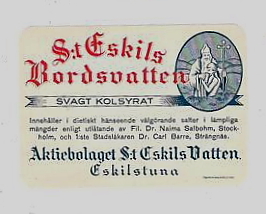 S:t Eskils
Bordsvatten
SVAGT KOLSYRAT
Innehåller i dietiskt hänseende välgörande salter i lämpliga
mängder enligt utlåtande av Fil. Dr. Naima Sahlbom, Stock-
holm, och 1:ste Stadsläkaren Dr. Carl Barre, Strängnäs.
Aktiebolaget S:t Eskils Vatten.
Eskilstuna